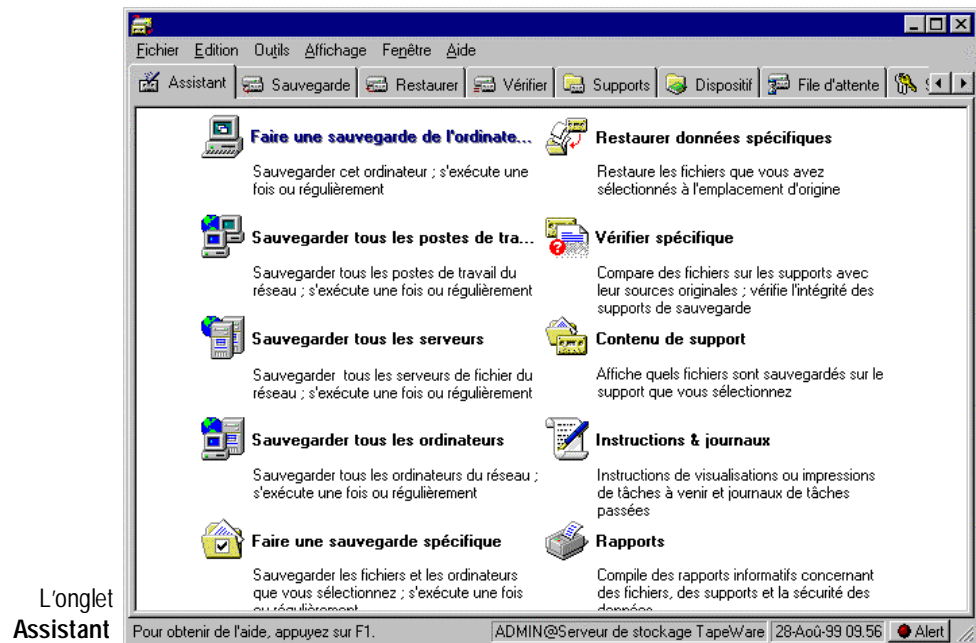 Fichier Edition Outils Affichage Fenêtre Aide
Assistant Sauvegarde Restaurer Vérifier Supports Dispositif File d'attente
Faire une sauvegarde de l'ordinate...
Sauvegarder cet ordinateur ; s'exécute une
fois ou régulièrement
Sauvegarder tous les postes de tra...
Sauvegarder tous les postes de travail du
réseau ; s'exécute une fois ou régulièrement
Sauvegarder tous les serveurs
Sauvegarder tous les serveurs de fichier du
réseau ; s'exécute une fois ou régulièrement
Sauvegarder tous les ordinateurs
Sauvegarder tous les ordinateurs du réseau ;
s'exécute une fois ou régulièrement
Faire une sauvegarde spécifique
Sauvegarder les fichiers et les ordinateurs
que vous sélectionnez ; s'exécute une fois
ou régulièrement
Restaurer données spécifiques
Restaure les fichiers que vous avez
sélectionnés à l'emplacement d'origine
Vérifier spécifique
Compare des fichiers sur les supports avec
leur sources originales ; vérifie l'intégrité des
supports de sauvegarde
Contenu de support
Affiche quels fichiers sont sauvegardés sur le
support que vous sélectionnez
Instructions & journaux
Instructions de visualisations ou impressions
de tâches à venir et journaux de tâches
passées
Rapports
Compile des rapports informatifs concernant
des fichiers, des supports et la sécurité des
données
Pour obtenir de l'aide, appuyez sur F1. ADMIN@Serveur de stockage TapeWare 28-Aoû-99 09.56 Alert
L'onglet
Assistant